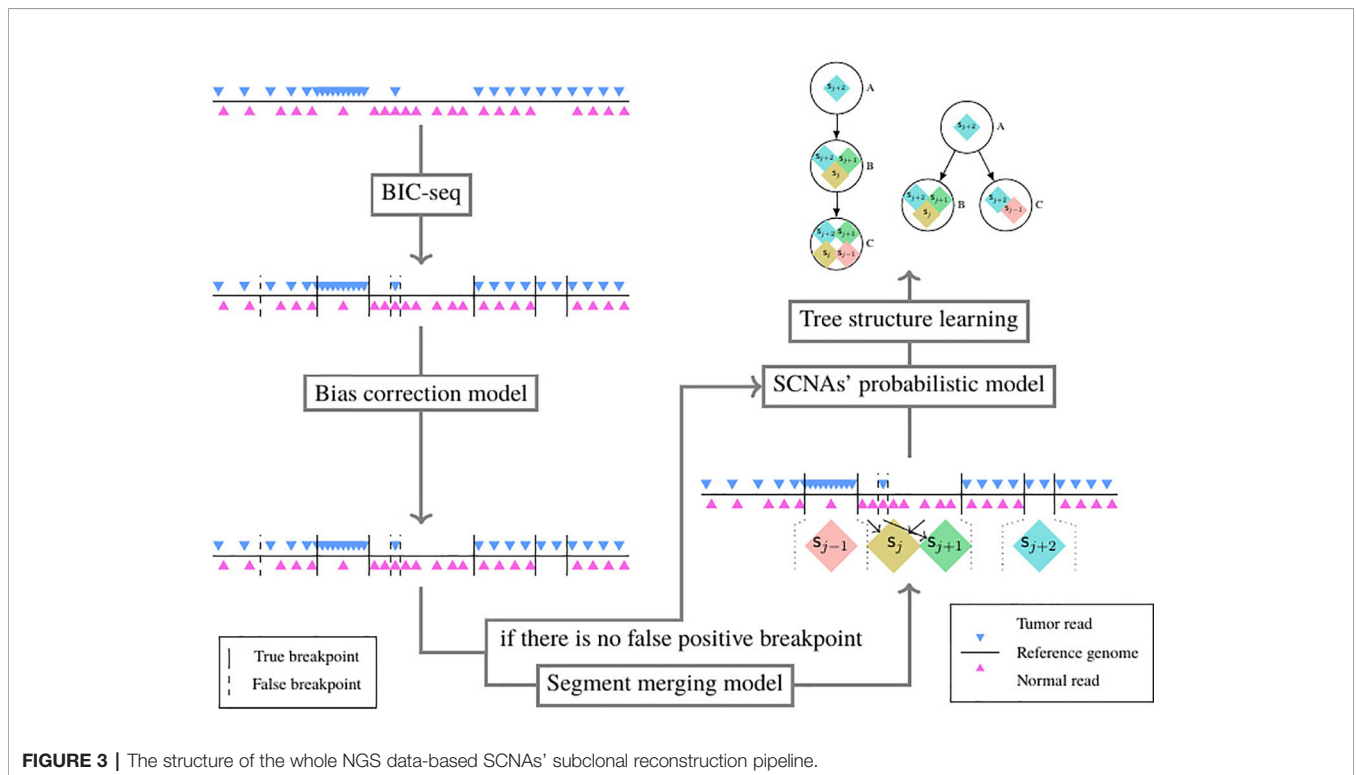 BIC-seq
Bias correction model
True breakpoint
False breakpoint
if there is no false positive breakpoint
Segment merging model
S_{j+2} A
S_{j+2} S_{j+1}
S_j B
S_{j+2} S_{j+1} C
S_j S_{j-1}
S_{j+2} A
S_{j+2} S_{j+1}
S_j B
S_{j+2} C
S_{j-1}
Tree structure learning
SCNAs' probabilistic model
S_{j-1} S_j S_{j+1} S_{j+2}
Tumor read
Reference genome
Normal read
FIGURE 3 | The structure of the whole NGS data-based SCNAs' subclonal reconstruction pipeline.